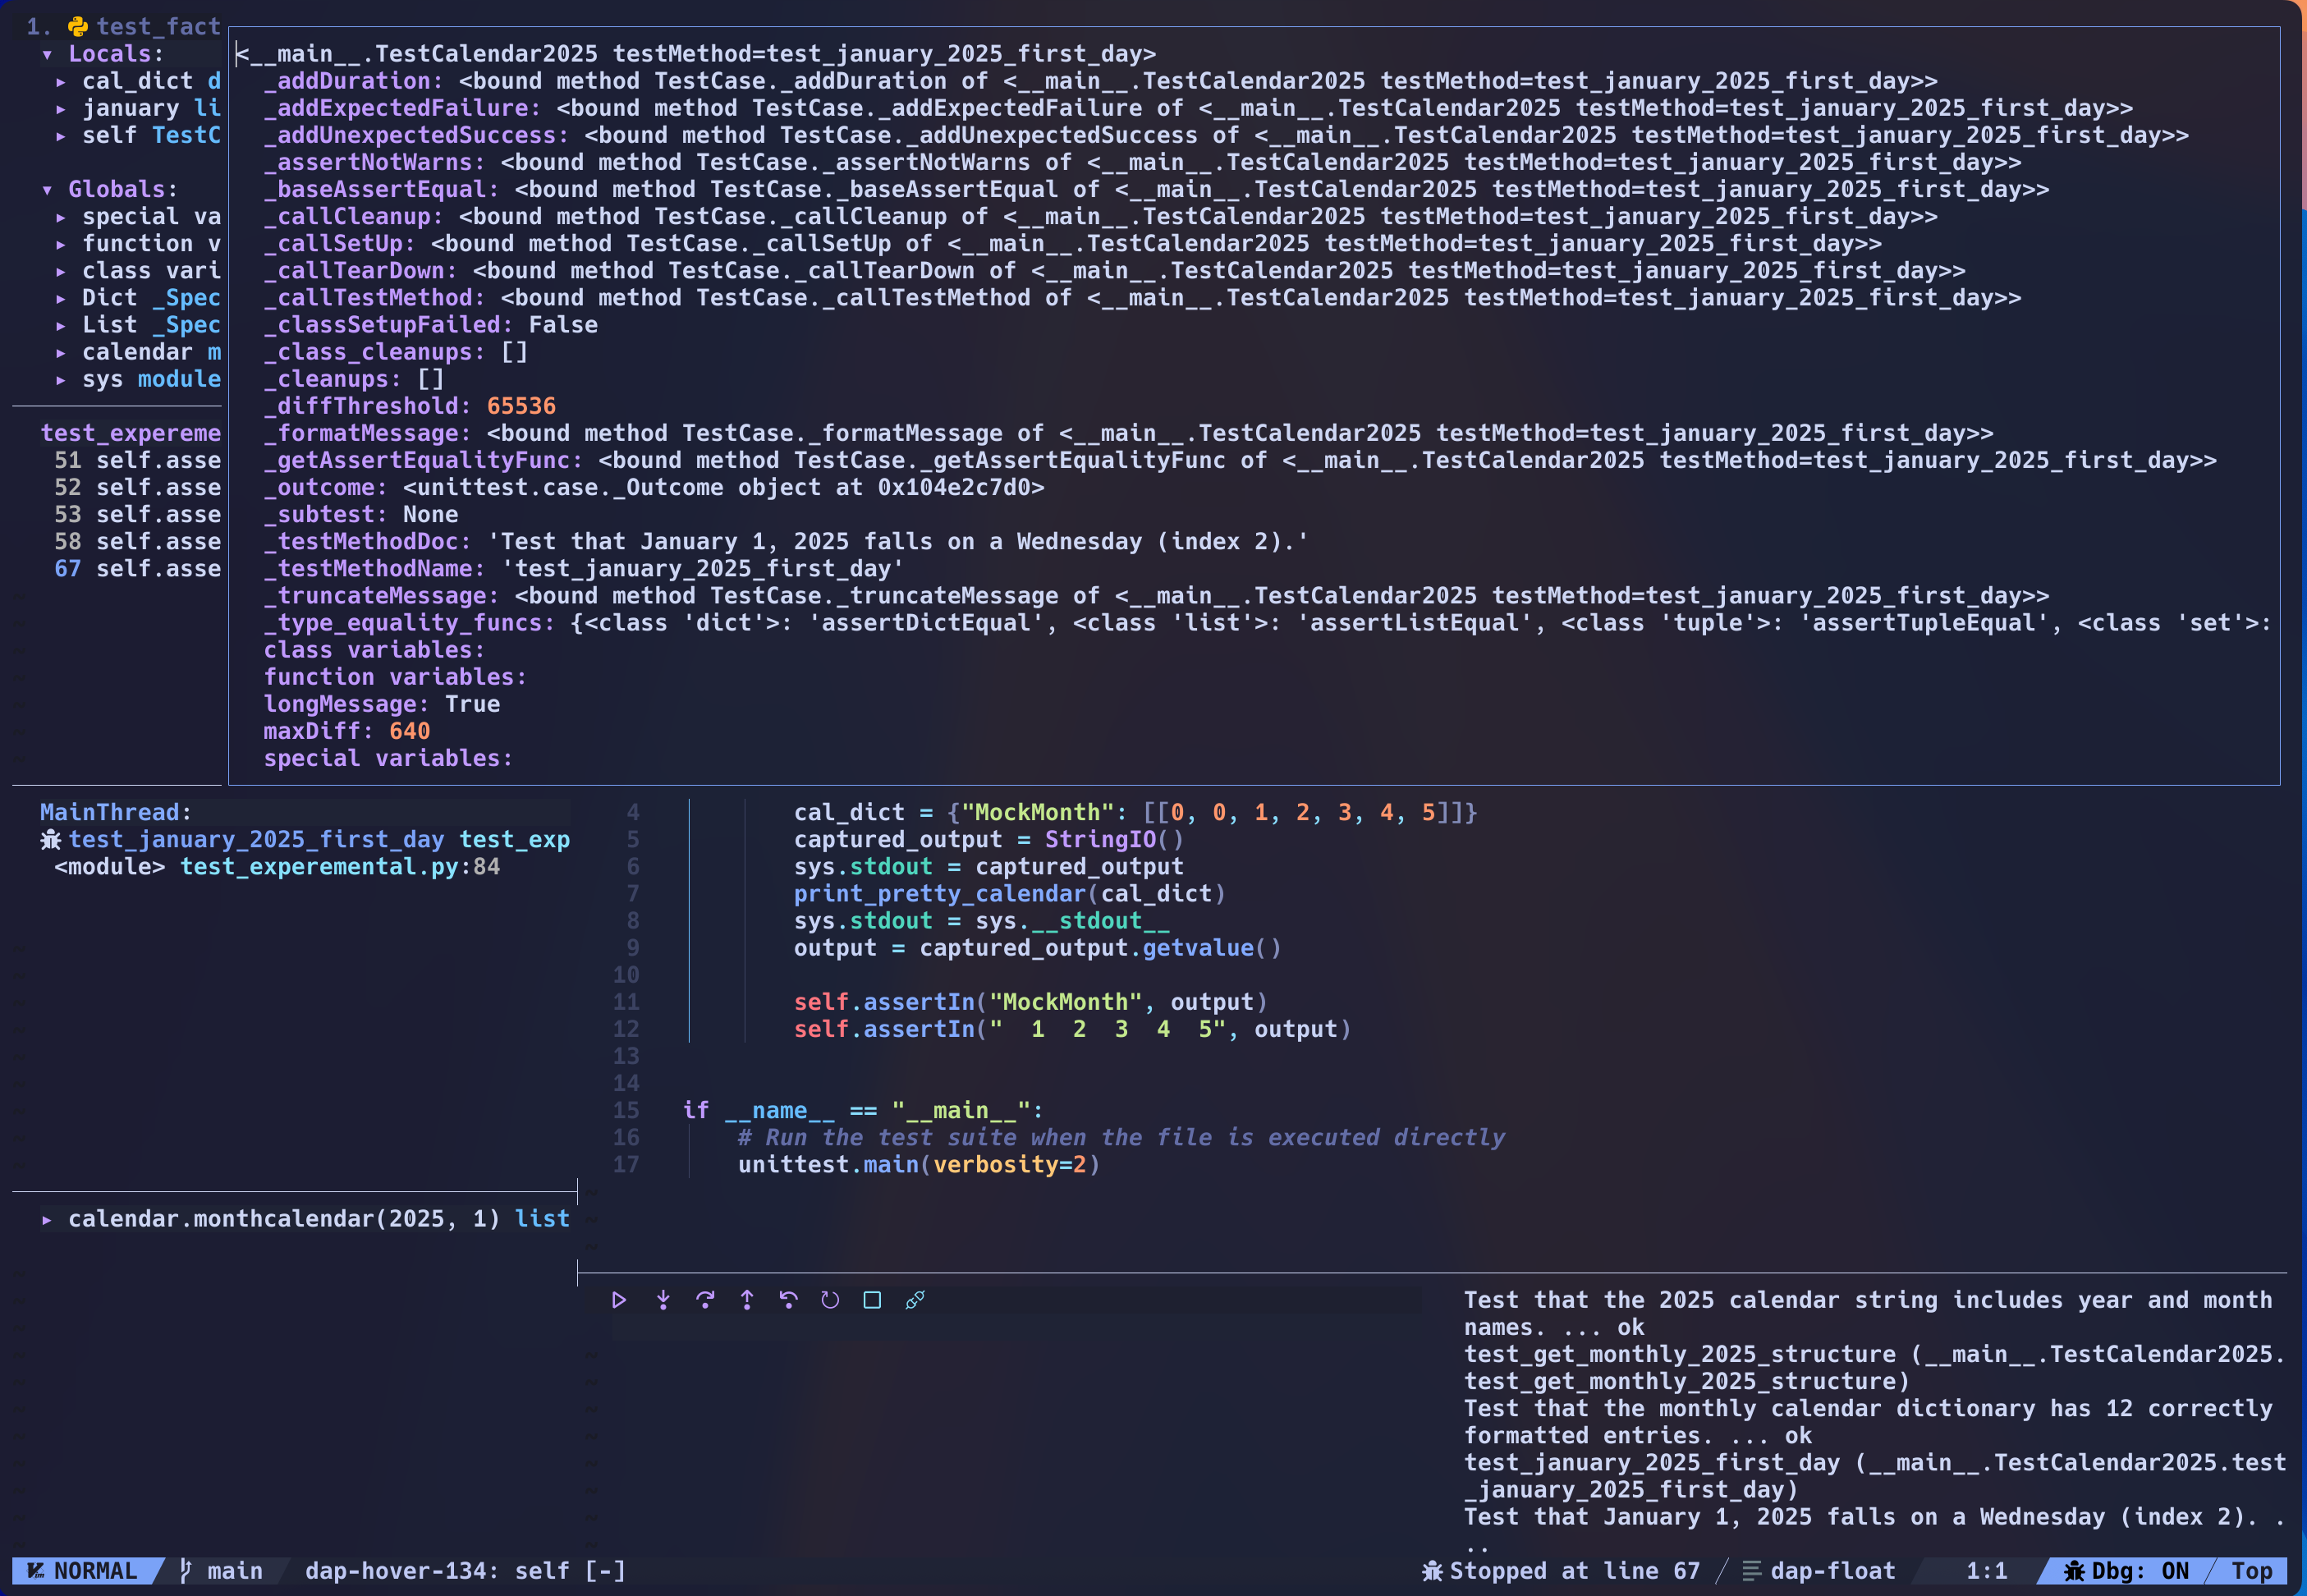 1. test_fact
▾ Locals:
▸ cal_dict d
▸ january li
▸ self TestC
▾ Globals:
▸ special va
▸ function v
▸ class vari
▸ Dict _Spec
▸ List _Spec
▸ calendar m
▸ sys module
test_expereme
51 self.asse
52 self.asse
53 self.asse
58 self.asse
67 self.asse
<__main__.TestCalendar2025 testMethod=test_january_2025_first_day>
_addDuration: <bound method TestCase._addDuration of <__main__.TestCalendar2025 testMethod=test_january_2025_first_day>>
_addExpectedFailure: <bound method TestCase._addExpectedFailure of <__main__.TestCalendar2025 testMethod=test_january_2025_first_day>>
_addUnexpectedSuccess: <bound method TestCase._addUnexpectedSuccess of <__main__.TestCalendar2025 testMethod=test_january_2025_first_day>>
_assertNotWarns: <bound method TestCase._assertNotWarns of <__main__.TestCalendar2025 testMethod=test_january_2025_first_day>>
_baseAssertEqual: <bound method TestCase._baseAssertEqual of <__main__.TestCalendar2025 testMethod=test_january_2025_first_day>>
_callCleanup: <bound method TestCase._callCleanup of <__main__.TestCalendar2025 testMethod=test_january_2025_first_day>>
_callSetUp: <bound method TestCase._callSetUp of <__main__.TestCalendar2025 testMethod=test_january_2025_first_day>>
_callTearDown: <bound method TestCase._callTearDown of <__main__.TestCalendar2025 testMethod=test_january_2025_first_day>>
_callTestMethod: <bound method TestCase._callTestMethod of <__main__.TestCalendar2025 testMethod=test_january_2025_first_day>>
_classSetupFailed: False
_class_cleanups: []
_cleanups: []
_diffThreshold: 65536
_formatMessage: <bound method TestCase._formatMessage of <__main__.TestCalendar2025 testMethod=test_january_2025_first_day>>
_getAssertEqualityFunc: <bound method TestCase._getAssertEqualityFunc of <__main__.TestCalendar2025 testMethod=test_january_2025_first_day>>
_outcome: <unittest.case._Outcome object at 0x104e2c7d0>
_subtest: None
_testMethodDoc: 'Test that January 1, 2025 falls on a Wednesday (index 2).'
_testMethodName: 'test_january_2025_first_day'
_truncateMessage: <bound method TestCase._truncateMessage of <__main__.TestCalendar2025 testMethod=test_january_2025_first_day>>
_type_equality_funcs: {<class 'dict'>: 'assertDictEqual', <class 'list'>: 'assertListEqual', <class 'tuple'>: 'assertTupleEqual', <class 'set'>:
class variables:
function variables:
longMessage: True
maxDiff: 640
special variables:
MainThread:
test_january_2025_first_day test_exp
<module> test_experemental.py:84
▸ calendar.monthcalendar(2025, 1) list
4 cal_dict = {"MockMonth": [[0, 0, 1, 2, 3, 4, 5]]}
5 captured_output = StringIO()
6 sys.stdout = captured_output
7 print_pretty_calendar(cal_dict)
8 sys.stdout = sys.__stdout__
9 output = captured_output.getvalue()
10
11 self.assertIn("MockMonth", output)
12 self.assertIn("  1  2  3  4  5", output)
13
14
15 if __name__ == "__main__":
16 # Run the test suite when the file is executed directly
17 unittest.main(verbosity=2)
Test that the 2025 calendar string includes year and month
names. ... ok
test_get_monthly_2025_structure (__main__.TestCalendar2025.
test_get_monthly_2025_structure)
Test that the monthly calendar dictionary has 12 correctly
formatted entries. ... ok
test_january_2025_first_day (__main__.TestCalendar2025.test
_january_2025_first_day)
Test that January 1, 2025 falls on a Wednesday (index 2). .
..
NORMAL main dap-hover-134: self [-] Stopped at line 67 dap-float 1:1 Dbg: ON Top